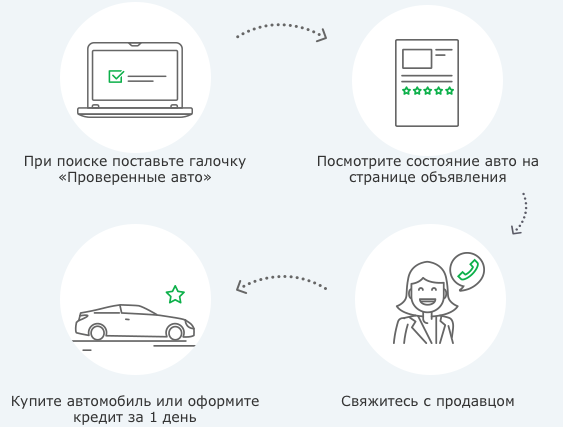 При поиске поставьте галочку
«Проверенные авто»
Посмотрите состояние авто на
странице объявления
Купите автомобиль или оформите
кредит за 1 день
Свяжитесь с продавцом